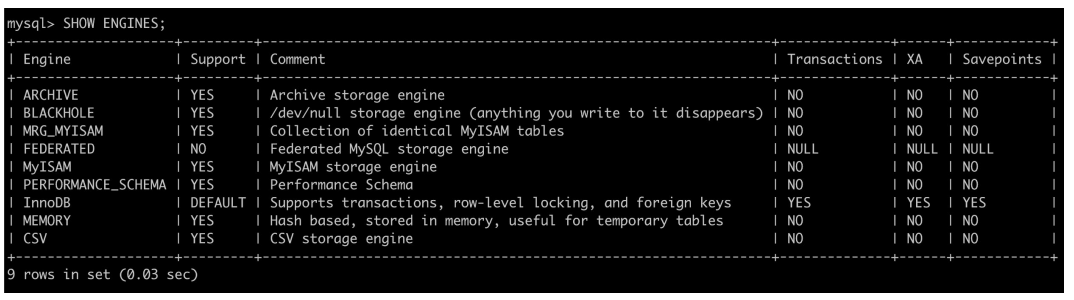 mysql> SHOW ENGINES;
+--------------------+---------+----------------------------------------------------------------+--------------+------+------------+
| Engine             | Support | Comment                                                        | Transactions | XA   | Savepoints |
+--------------------+---------+----------------------------------------------------------------+--------------+------+------------+
| ARCHIVE            | YES     | Archive storage engine                                         | NO           | NO   | NO         |
| BLACKHOLE          | YES     | /dev/null storage engine (anything you write to it disappears) | NO           | NO   | NO         |
| MRG_MYISAM         | YES     | Collection of identical MyISAM tables                          | NO           | NO   | NO         |
| FEDERATED          | NO      | Federated MySQL storage engine                                 | NULL         | NULL | NULL       |
| MyISAM             | YES     | MyISAM storage engine                                          | NO           | NO   | NO         |
| PERFORMANCE_SCHEMA | YES     | Performance Schema                                             | NO           | NO   | NO         |
| InnoDB             | DEFAULT | Supports transactions, row-level locking, and foreign keys     | YES          | YES  | YES        |
| MEMORY             | YES     | Hash based, stored in memory, useful for temporary tables      | NO           | NO   | NO         |
| CSV                | YES     | CSV storage engine                                             | NO           | NO   | NO         |
+--------------------+---------+----------------------------------------------------------------+--------------+------+------------+
9 rows in set (0.03 sec)